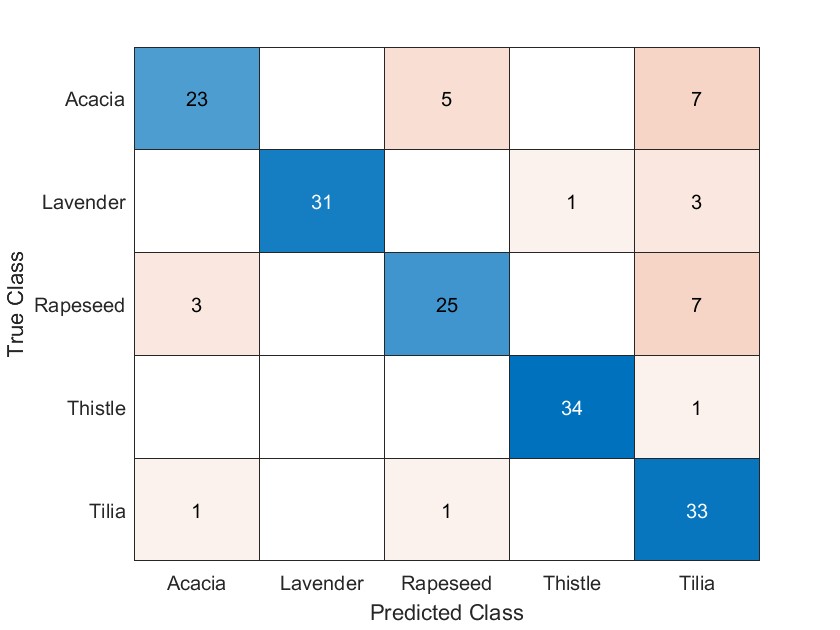 True Class
Acacia 23 5 7
Lavender 31 1 3
Rapeseed 3 25 7
Thistle 34 1
Tilia 1 1 33
Acacia Lavender Rapeseed Thistle Tilia
Predicted Class